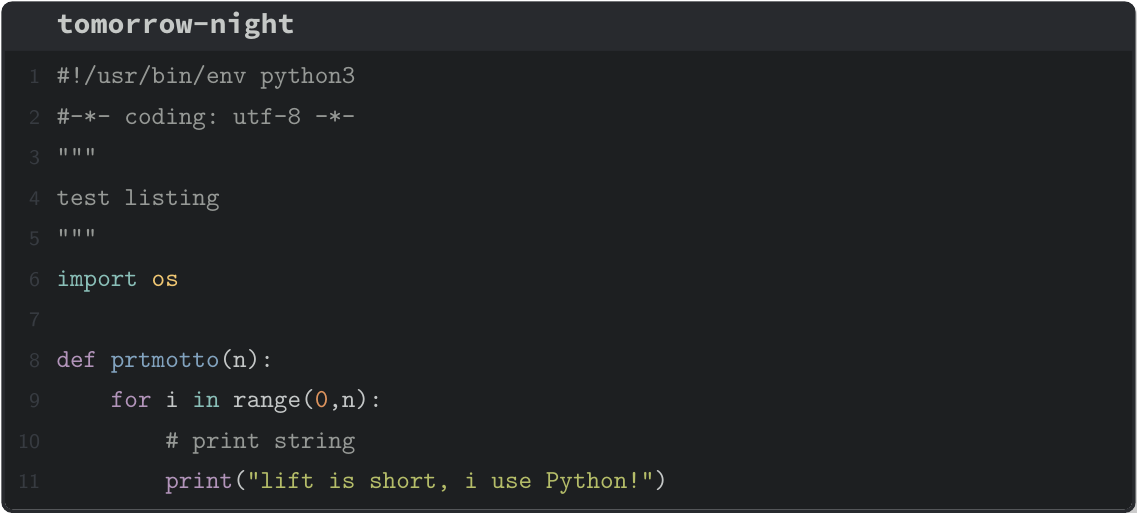 tomorrow-night
1 #!/usr/bin/env python3
2 #-*- coding: utf-8 -*-
3 """
4 test listing
5 """
6 import os
7
8 def prtmotto(n):
9     for i in range(0,n):
10         # print string
11         print("lift is short, i use Python!")